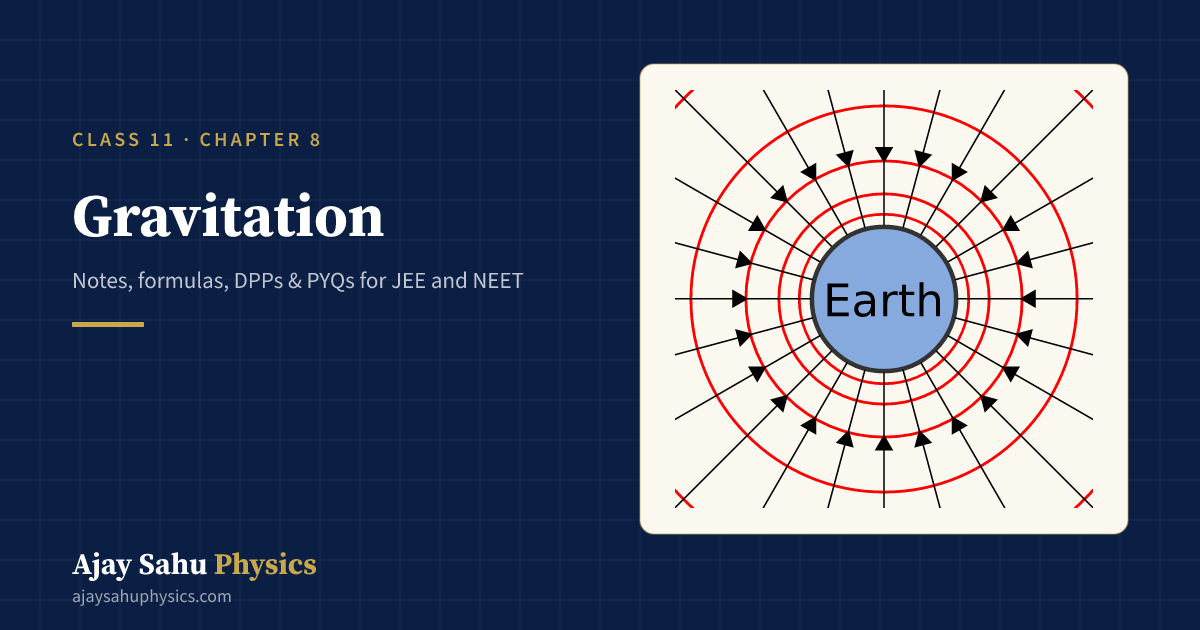 CLASS 11 · CHAPTER 8
Gravitation
Notes, formulas, DPPs & PYQs for JEE and NEET
Earth
Ajay Sahu Physics
ajaysahuphysics.com